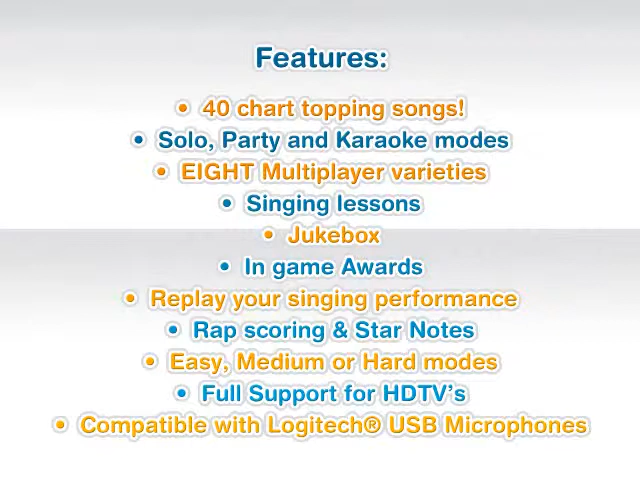 Features:
• 40 chart topping songs!
• Solo, Party and Karaoke modes
• EIGHT Multiplayer varieties
• Singing lessons
• Jukebox
• In game Awards
• Replay your singing performance
• Rap scoring & Star Notes
• Easy, Medium or Hard modes
• Full Support for HDTV's
• Compatible with Logitech® USB Microphones